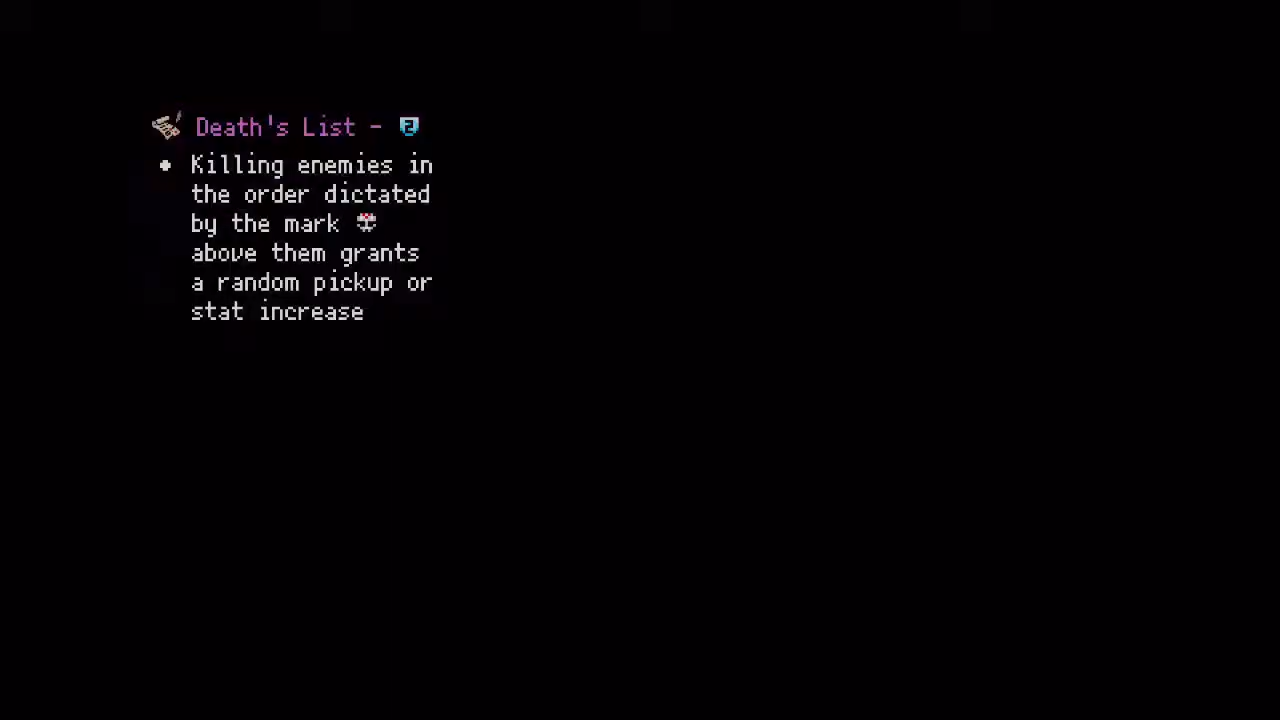 Death's List - 2
• Killing enemies in
the order dictated
by the mark
above them grants
a random pickup or
stat increase